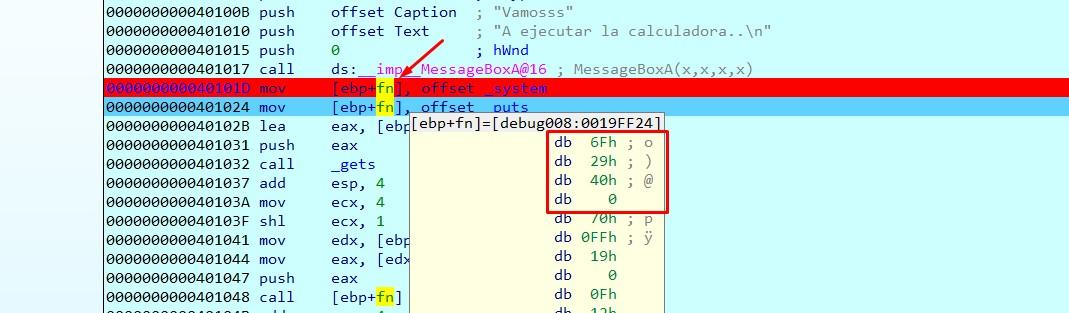 000000000040100B push offset Caption ; "Vamosss"
0000000000401010 push offset Text ; "A ejecutar la calculadora..\n"
0000000000401015 push 0 ; hWnd
0000000000401017 call ds:__imp__MessageBoxA@16 ; MessageBoxA(x,x,x,x)
000000000040101D mov [ebp+fn], offset _system
0000000000401024 mov [ebp+fn], offset _puts
000000000040102B lea eax, [ebp
[ebp+fn]=[debug008:0019FF24]
0000000000401031 push eax
db 6Fh ; o
0000000000401032 call _gets
db 29h ; )
0000000000401037 add esp, 4
db 40h ; @
000000000040103A mov ecx, 4
db 0
000000000040103F shl ecx, 1
db 70h ; p
0000000000401041 mov edx, [ebp
db 0FFh ; ÿ
0000000000401044 mov eax, [edx
db 19h
0000000000401047 push eax
db 0
0000000000401048 call [ebp+fn]
db 0Fh